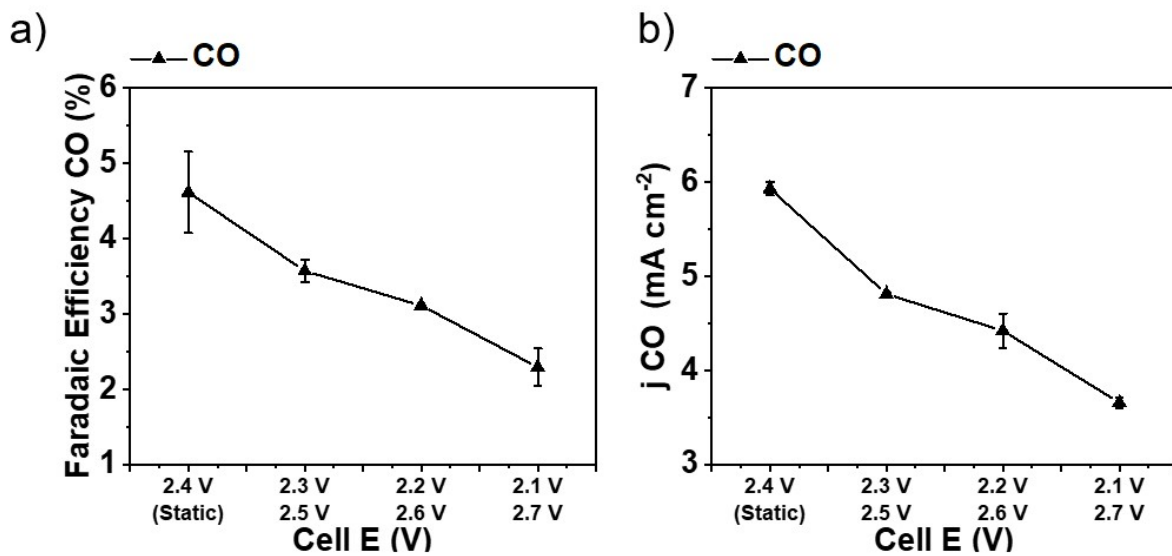 a)
CO
Faradaic Efficiency CO (%)
6
5
4
3
2
1
2.4 V
(Static)
2.3 V
2.5 V
2.2 V
2.6 V
2.1 V
2.7 V
Cell E (V)
b)
CO
j CO (mA cm⁻²)
7
6
5
4
3
2.4 V
(Static)
2.3 V
2.5 V
2.2 V
2.6 V
2.1 V
2.7 V
Cell E (V)